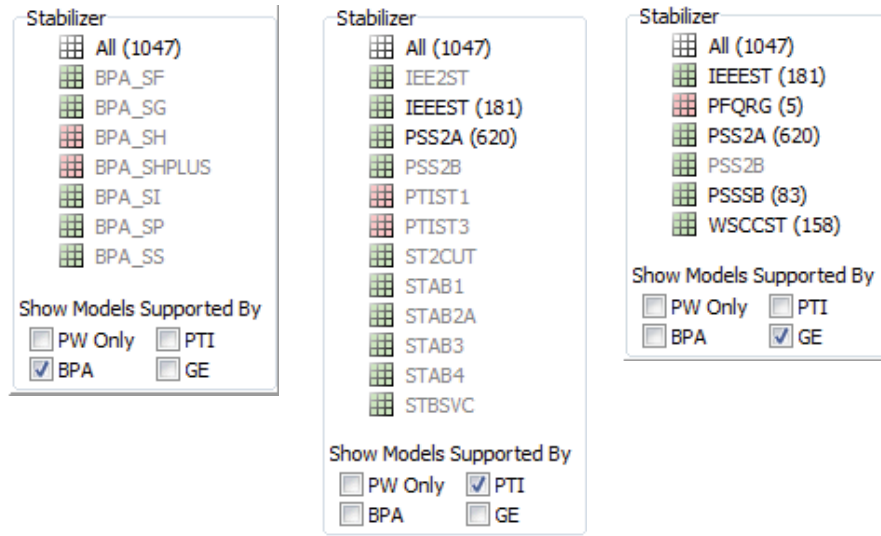 Stabilizer
All (1047)
BPA_SF
BPA_SG
BPA_SH
BPA_SHPLUS
BPA_SI
BPA_SP
BPA_SS
Show Models Supported By
PW Only PTI
BPA GE
Stabilizer
All (1047)
IEE2ST
IEEEST (181)
PSS2A (620)
PSS2B
PTIST1
PTIST3
ST2CUT
STAB1
STAB2A
STAB3
STAB4
STBSVC
Show Models Supported By
PW Only PTI
BPA GE
Stabilizer
All (1047)
IEEEST (181)
PFQRG (5)
PSS2A (620)
PSS2B
PSSSB (83)
WSCCST (158)
Show Models Supported By
PW Only PTI
BPA GE